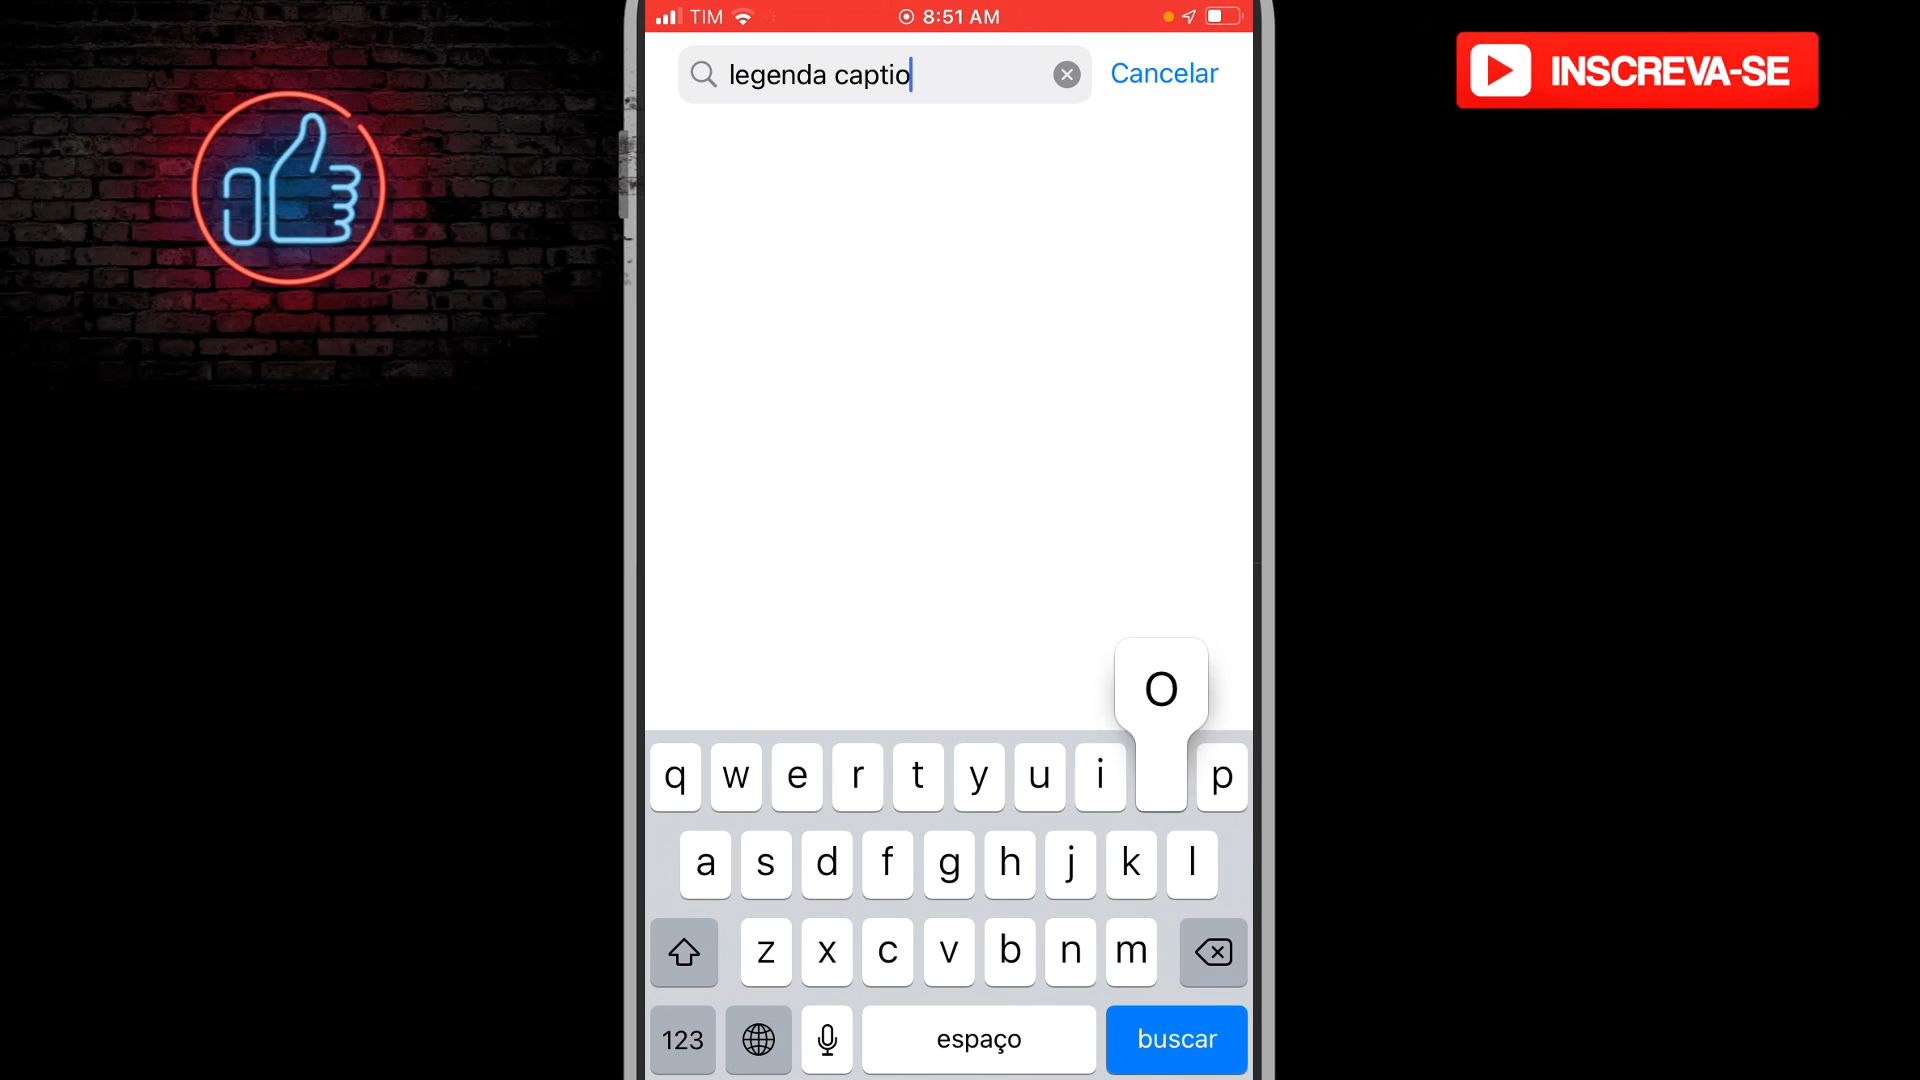 TIM 8:51 AM
legenda captio Cancelar
INSCREVA-SE
O
q w e r t y u i p
a s d f g h j k l
z x c v b n m
123 espaço buscar